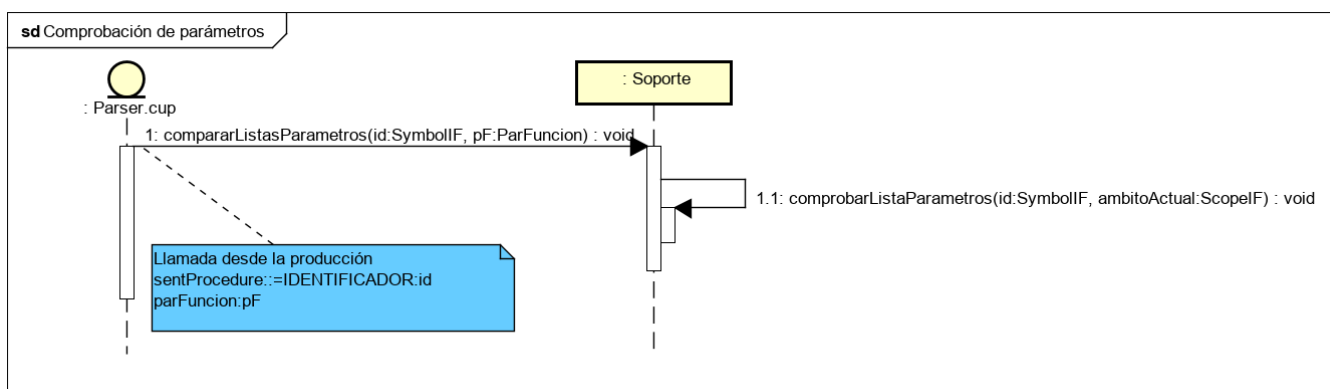 sd Comprobación de parámetros
: Parser.cup
: Soporte
1: compararListasParametros(id:SymbolIF, pF:ParFuncion) : void
1.1: comprobarListaParametros(id:SymbolIF, ambitoActual:ScopeIF) : void
Llamada desde la producción
sentProcedure::=IDENTIFICADOR:id
parFuncion:pF